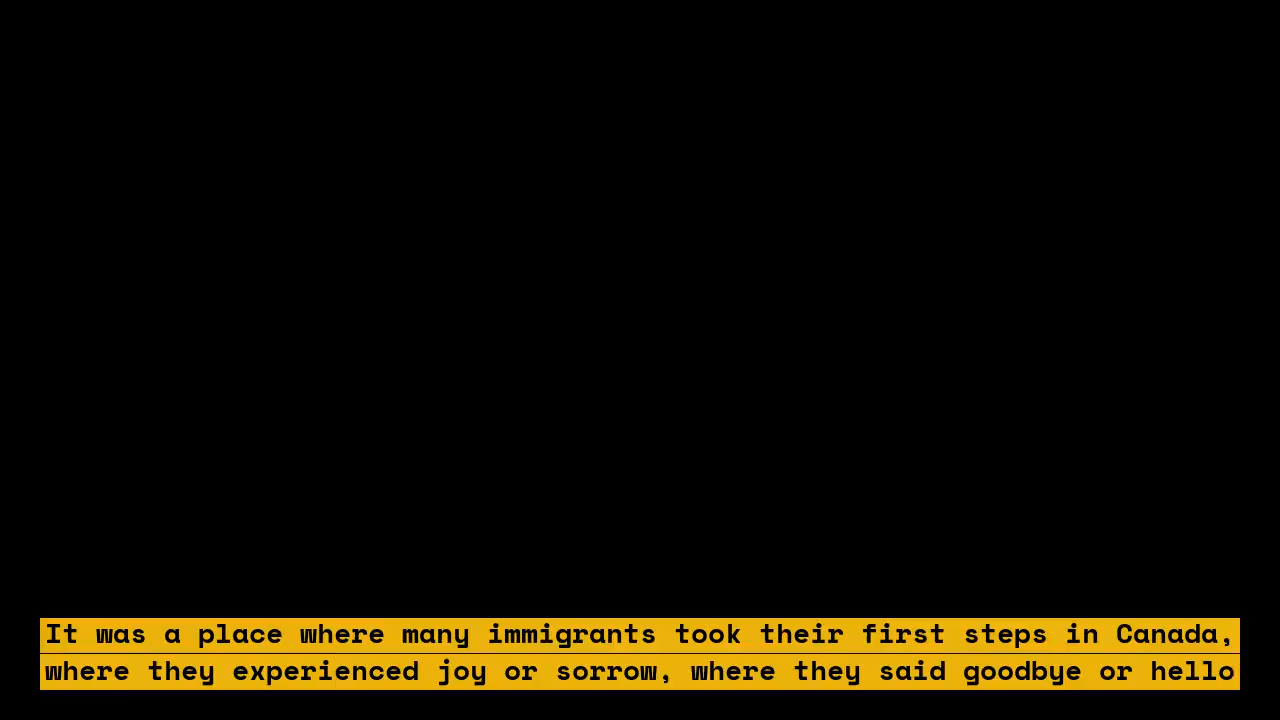 It was a place where many immigrants took their first steps in Canada,
where they experienced joy or sorrow, where they said goodbye or hello